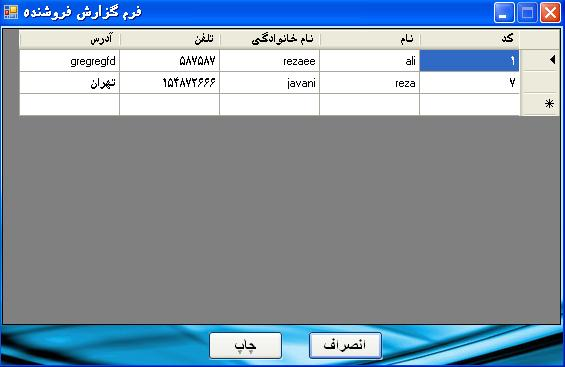 فرم گزارش فروشنده
کد نام نام خانوادگی تلفن آدرس
۱ ali rezaee ۵۸۷۵۸۷ gregregfd
۷ reza javani ۱۵۴۸۷۲۶۶۶ تهران
انصراف چاپ